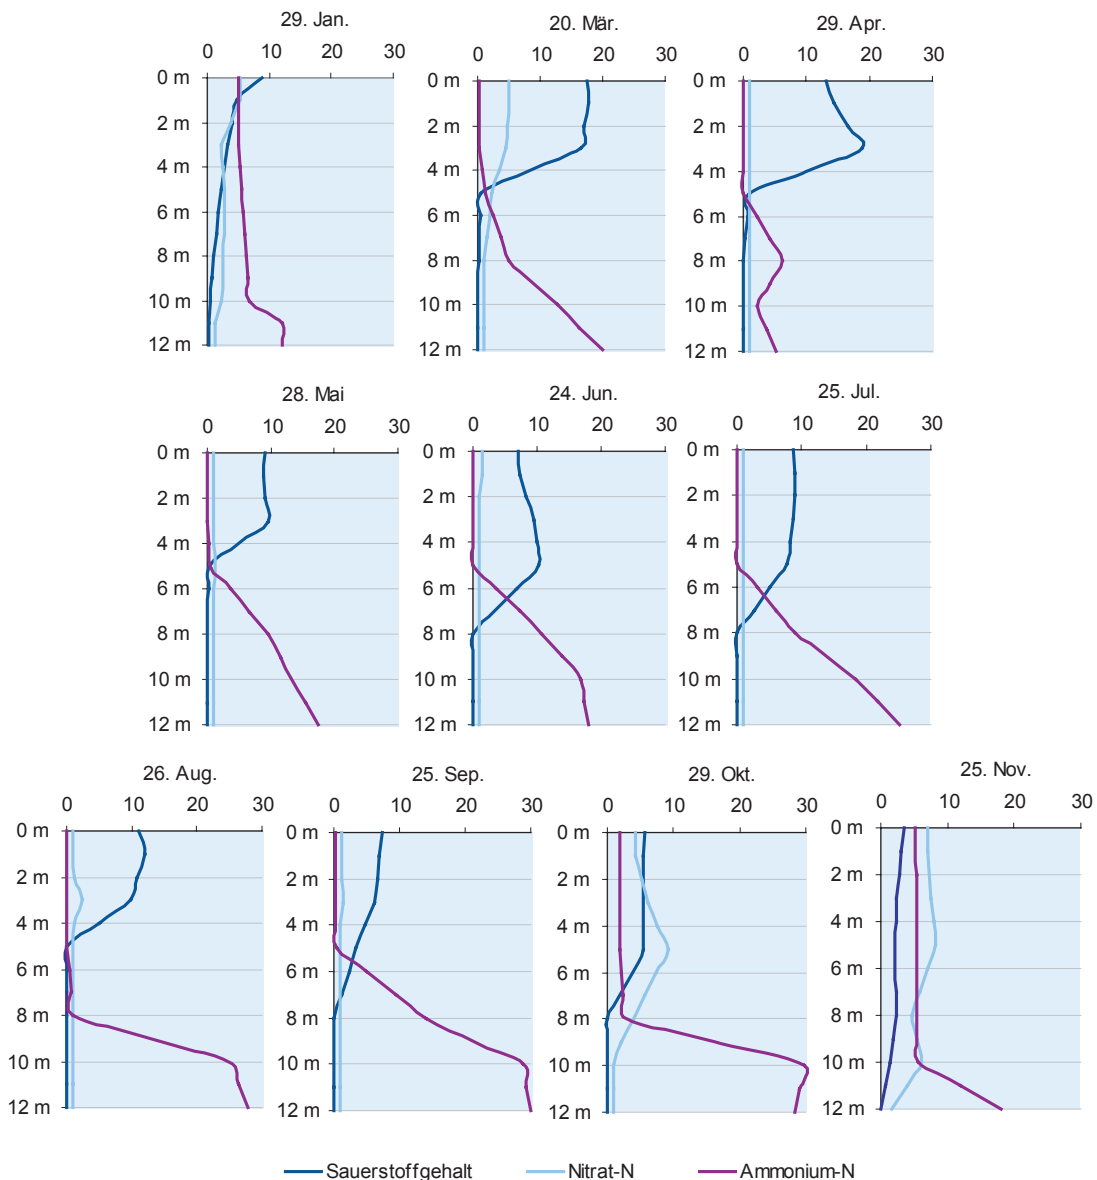 29. Jan.
20. Mär.
29. Apr.
0 10 20 30
0 10 20 30
0 10 20 30
0 m
2 m
4 m
6 m
8 m
10 m
12 m
0 m
2 m
4 m
6 m
8 m
10 m
12 m
0 m
2 m
4 m
6 m
8 m
10 m
12 m
28. Mai
24. Jun.
25. Jul.
0 10 20 30
0 10 20 30
0 10 20 30
0 m
2 m
4 m
6 m
8 m
10 m
12 m
0 m
2 m
4 m
6 m
8 m
10 m
12 m
0 m
2 m
4 m
6 m
8 m
10 m
12 m
26. Aug.
25. Sep.
29. Okt.
25. Nov.
0 10 20 30
0 10 20 30
0 10 20 30
0 10 20 30
0 m
2 m
4 m
6 m
8 m
10 m
12 m
0 m
2 m
4 m
6 m
8 m
10 m
12 m
0 m
2 m
4 m
6 m
8 m
10 m
12 m
0 m
2 m
4 m
6 m
8 m
10 m
12 m
Sauerstoffgehalt Nitrat-N Ammonium-N